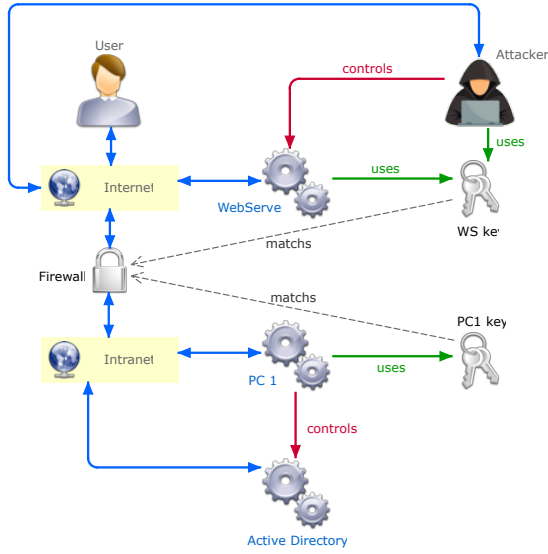 User
Attacker
controls
uses
Internet
uses
WebServe
WS key
matchs
Firewall
matchs
PC1 key
Intranet
uses
PC 1
controls
Active Directory